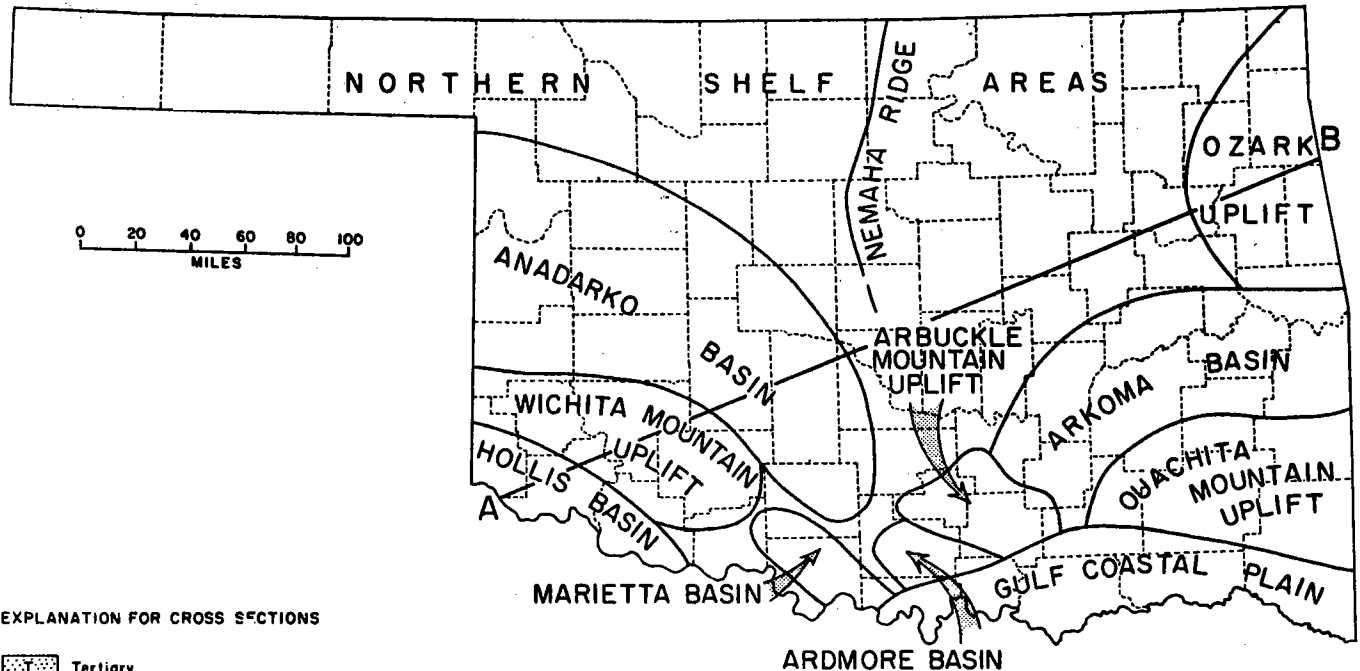 NORTHERN SHELF AREAS
NEMAHA RIDGE
OZARK
B
UPLIFT
0 20 40 60 80 100
MILES
ANADARKO
BASIN
ARBUCKLE
MOUNTAIN
UPLIFT
WICHITA MOUNTAIN
UPLIFT
HOLLIS BASIN
A
ARKOMA BASIN
OUACHITA
MOUNTAIN
UPLIFT
MARIETTA BASIN
GULF COASTAL PLAIN
ARDMORE BASIN
EXPLANATION FOR CROSS SECTIONS
T Tertiary